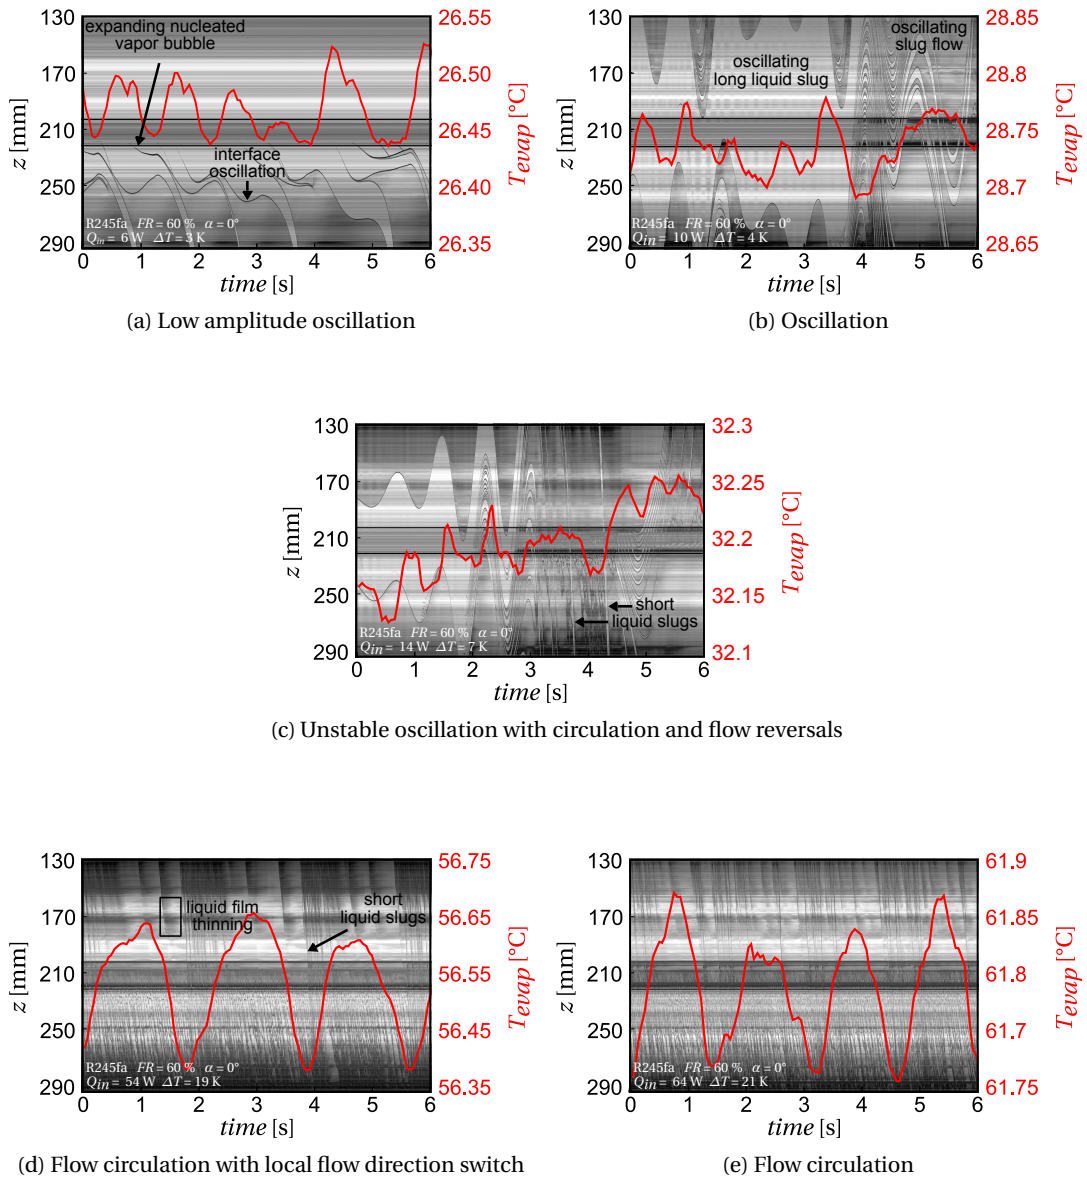 expanding nucleated
vapor bubble
interface
oscillation
R245fa FR = 60 % α = 0°
Qin = 6 W ΔT = 3 K
130
170
210
250
290
z [mm]
0 1 2 3 4 5 6
time [s]
26.55
26.50
26.45
26.40
26.35
Tevap [°C]
(a) Low amplitude oscillation
oscillating
slug flow
oscillating
long liquid slug
R245fa FR = 60 % α = 0°
Qin = 10 W ΔT = 4 K
130
170
210
250
290
z [mm]
0 1 2 3 4 5 6
time [s]
28.85
28.8
28.75
28.7
28.65
Tevap [°C]
(b) Oscillation
short
liquid slugs
R245fa FR = 60 % α = 0°
Qin = 14 W ΔT = 7 K
130
170
210
250
290
z [mm]
0 1 2 3 4 5 6
time [s]
32.3
32.25
32.2
32.15
32.1
Tevap [°C]
(c) Unstable oscillation with circulation and flow reversals
liquid film
thinning
short
liquid slugs
R245fa FR = 60 % α = 0°
Qin = 54 W ΔT = 19 K
130
170
210
250
290
z [mm]
0 1 2 3 4 5 6
time [s]
56.75
56.65
56.55
56.45
56.35
Tevap [°C]
(d) Flow circulation with local flow direction switch
R245fa FR = 60 % α = 0°
Qin = 64 W ΔT = 21 K
130
170
210
250
290
z [mm]
0 1 2 3 4 5 6
time [s]
61.9
61.85
61.8
61.7
61.75
Tevap [°C]
(e) Flow circulation